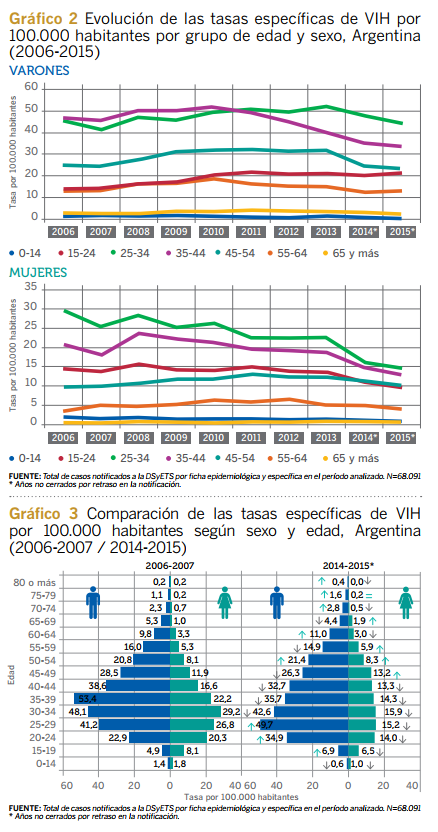 Gráfico 2 Evolución de las tasas específicas de VIH por
100.000 habitantes por grupo de edad y sexo, Argentina
(2006-2015)
VARONES
Tasa por 100.000 habitantes
60
50
40
30
20
10
0
2006 2007 2008 2009 2010 2011 2012 2013 2014* 2015*
0-14 15-24 25-34 35-44 45-54 55-64 65 y más
MUJERES
Tasa por 100.000 habitantes
35
30
25
20
15
10
5
0
2006 2007 2008 2009 2010 2011 2012 2013 2014* 2015*
0-14 15-24 25-34 35-44 45-54 55-64 65 y más
FUENTE: Total de casos notificados a la DSyETS por ficha epidemiológica y específica en el período analizado. N=68.091
* Años no cerrados por retraso en la notificación.
Gráfico 3 Comparación de las tasas específicas de VIH
por 100.000 habitantes según sexo y edad, Argentina
(2006-2007 / 2014-2015)
2006-2007 2014-2015*
Edad
80 o más 0,2 0,2 ↑ 0,4 0,0 ↓
75-79 1,1 0,2 ↑ 1,6 0,2 =
70-74 2,3 0,7 ↑ 2,8 0,5 ↓
65-69 5,3 1,0 ↓ 4,4 1,9 ↑
60-64 9,8 3,3 ↑ 11,0 3,0 ↓
55-59 16,0 5,3 ↓ 14,9 5,9 ↑
50-54 20,8 8,1 ↑ 21,4 8,3 ↑
45-49 28,5 11,9 ↓ 26,3 13,2 ↑
40-44 38,6 16,6 ↓ 32,7 13,3 ↓
35-39 53,4 22,2 ↓ 35,7 14,3 ↓
30-34 48,1 29,2 ↓ 42,6 15,9 ↓
25-29 41,2 26,8 ↑ 49,7 15,2 ↓
20-24 22,9 20,3 ↑ 34,9 14,0 ↓
15-19 4,9 8,1 ↑ 6,9 6,5 ↓
0-14 1,4 1,8 ↓ 0,6 1,0 ↓
60 40 20 0 20 40 60 40 20 0 20 40
Tasa por 100.000 habitantes
FUENTE: Total de casos notificados a la DSyETS por ficha epidemiológica y específica en el período analizado. N=68.091
* Años no cerrados por retraso en la notificación.